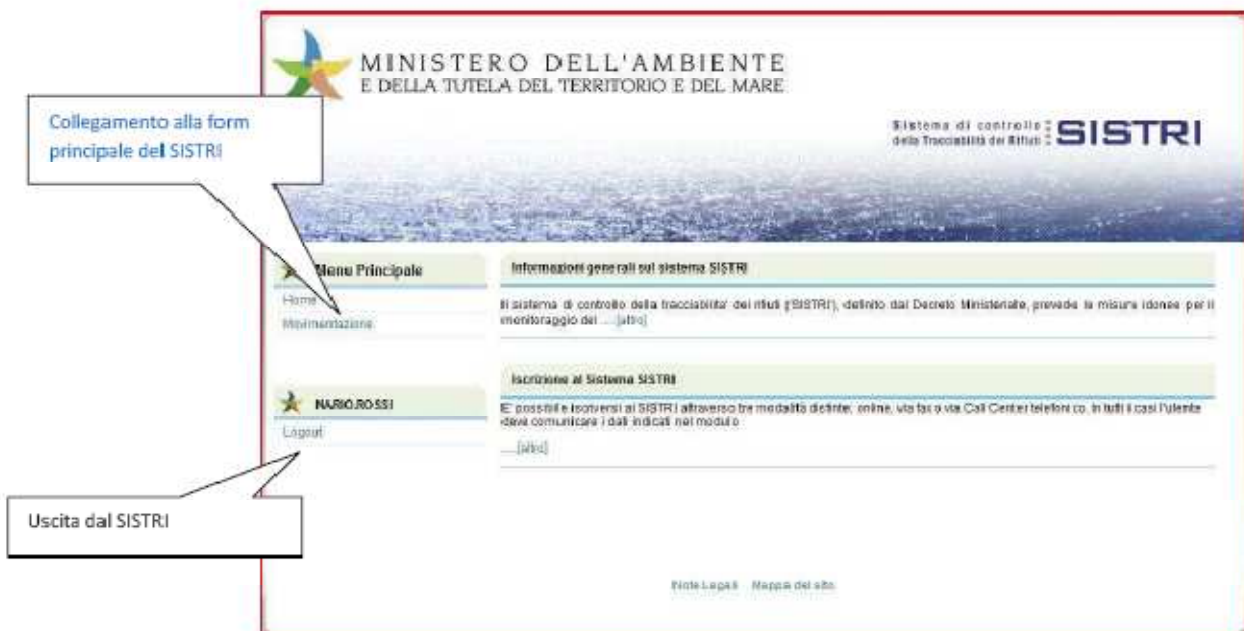 MINISTERO DELL'AMBIENTE
E DELLA TUTELA DEL TERRITORIO E DEL MARE
Collegamento alla form
principale del SISTRI
Sistema di controllo
della Tracciabilità dei Rifiuti
SISTRI
Menu Principale
Home
Movimentazione
Informazioni generali sul sistema SISTRI
Il sistema di controllo della tracciabilita' dei rifiuti ('SISTRI'), definito dal Decreto Ministeriale, prevede le misure idonee per il
monitoraggio dei .....[altro]
Iscrizione al Sistema SISTRI
E' possibile iscriversi al SISTRI attraverso tre modalità distinte: online, via fax o via Call Center telefonico. In tutti i casi l'utente
deve comunicare i dati indicati nel modulo
.....[altro]
NARIO.ROSSI
Logout
Uscita dal SISTRI
Note Legali Mappa del sito